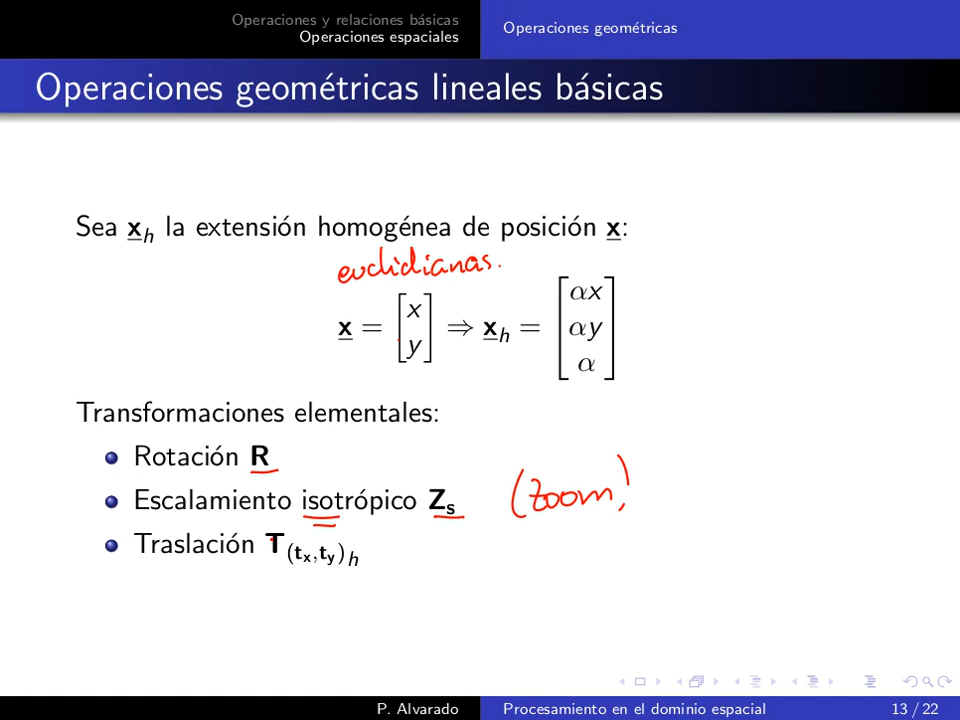 Operaciones y relaciones básicas
Operaciones espaciales
Operaciones geométricas
Operaciones geométricas lineales básicas
Sea x_h la extensión homogénea de posición x:
euclidianas.
x = [x y] ⇒ x_h = [αx αy α]
Transformaciones elementales:
Rotación R
Escalamiento isotrópico Z_s (zoom)
Traslación T_(t_x,t_y)_h
P. Alvarado
Procesamiento en el dominio espacial
13 / 22